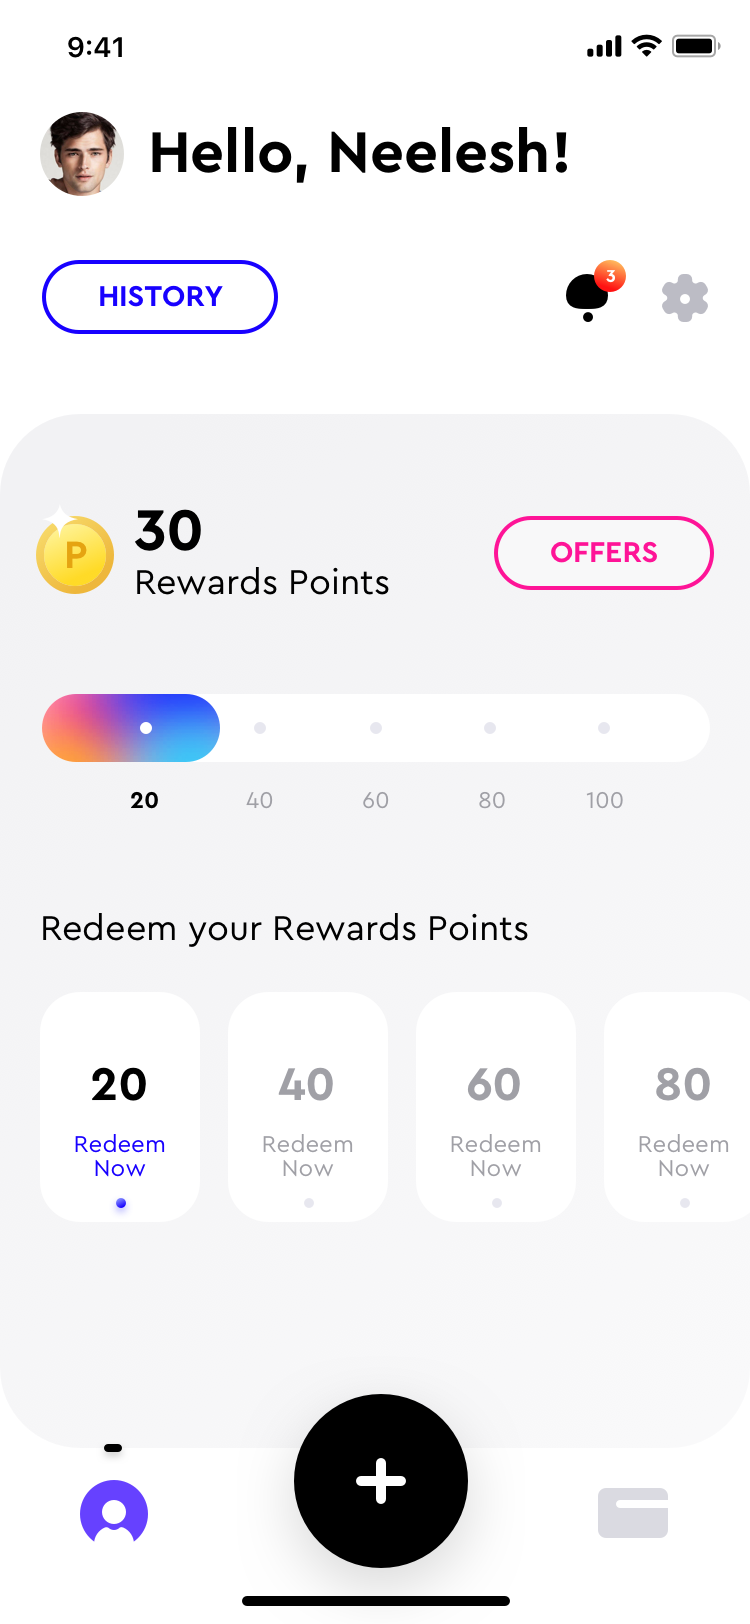 9:41
Hello, Neelesh!
HISTORY
3
P
30
Rewards Points
OFFERS
20 40 60 80 100
Redeem your Rewards Points
20 40 60 80
Redeem Redeem Redeem Redeem
Now Now Now Now